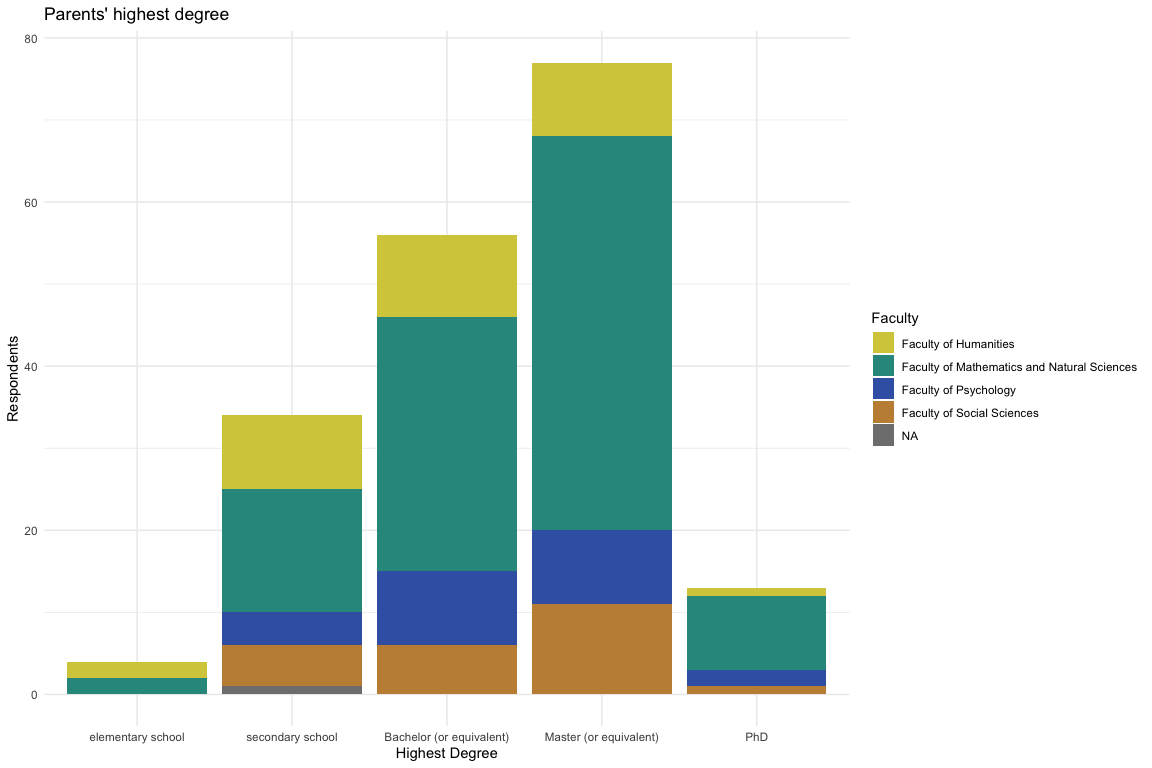 Parents' highest degree
80
60
40
20
0
Respondents
elementary school
secondary school
Bachelor (or equivalent)
Master (or equivalent)
PhD
Highest Degree
Faculty
Faculty of Humanities
Faculty of Mathematics and Natural Sciences
Faculty of Psychology
Faculty of Social Sciences
NA